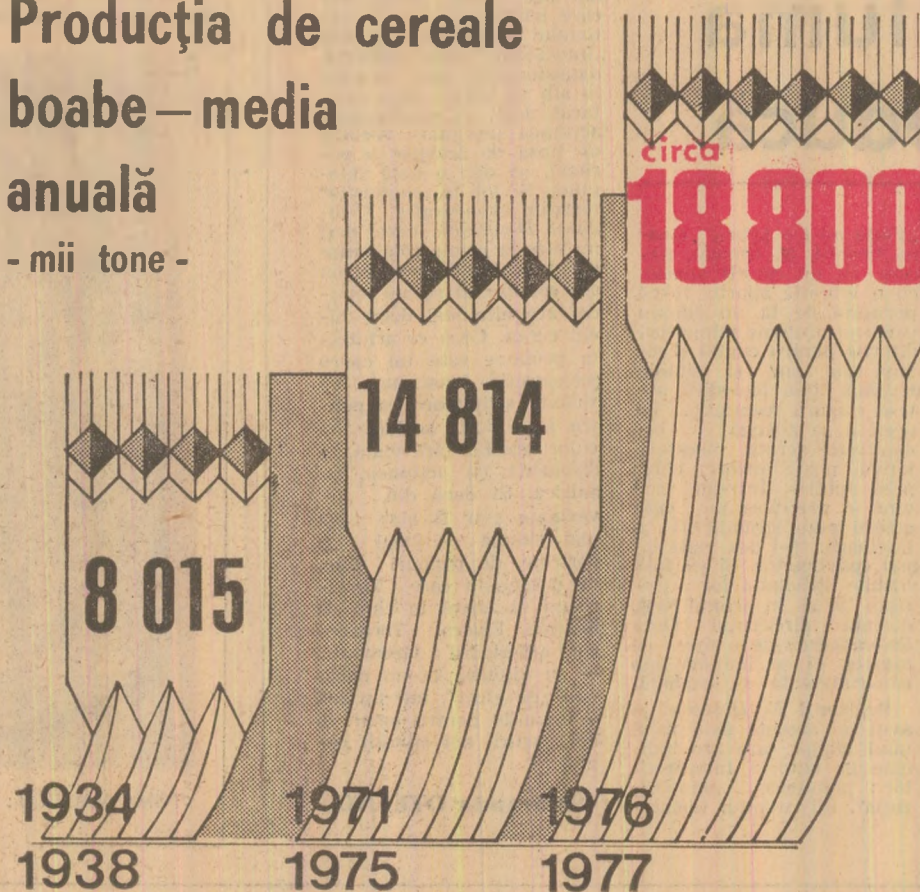 Producţia de cereale
boabe — media
anuală
- mii tone -
circa
18 800
14 814
8 015
1934 1971 1976
1938 1975 1977